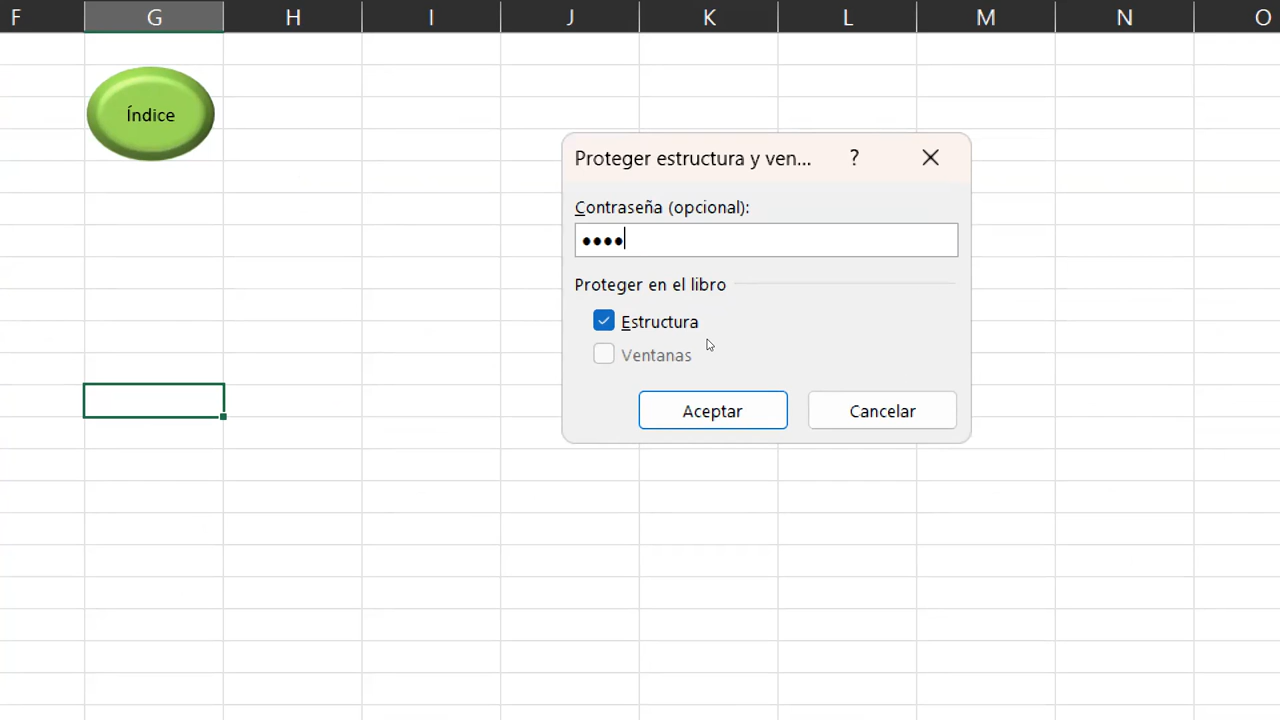 F G H I J K L M N O
Índice
Proteger estructura y ven... ?
Contraseña (opcional):
••••
Proteger en el libro
Estructura
Ventanas
Aceptar Cancelar